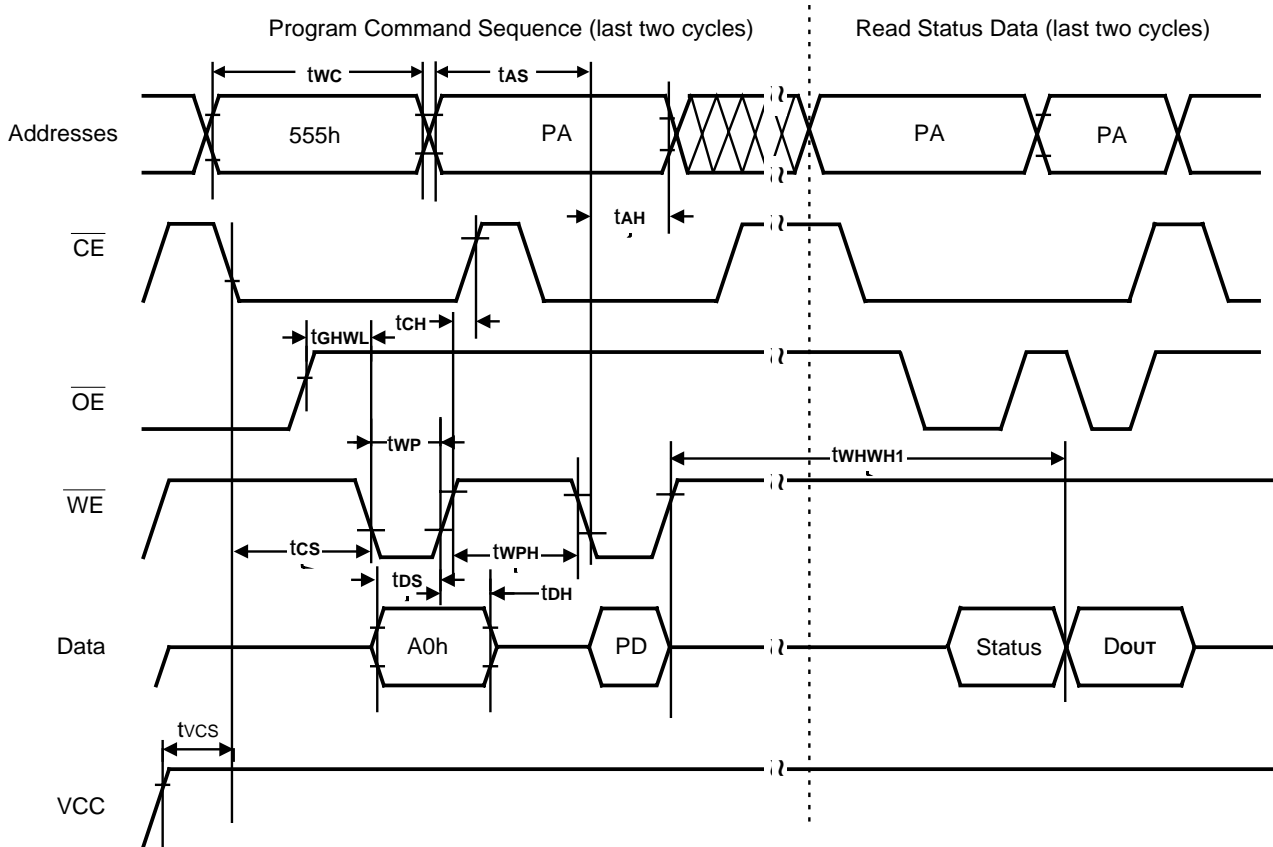 Program Command Sequence (last two cycles)
Read Status Data (last two cycles)
tWC
tAS
Addresses
555h
PA
PA
PA
tAH
CE
tGHWL
tCH
OE
tWP
tWHWH1
WE
tCS
tWPH
tDS
tDH
Data
A0h
PD
Status
DOUT
tVCS
VCC